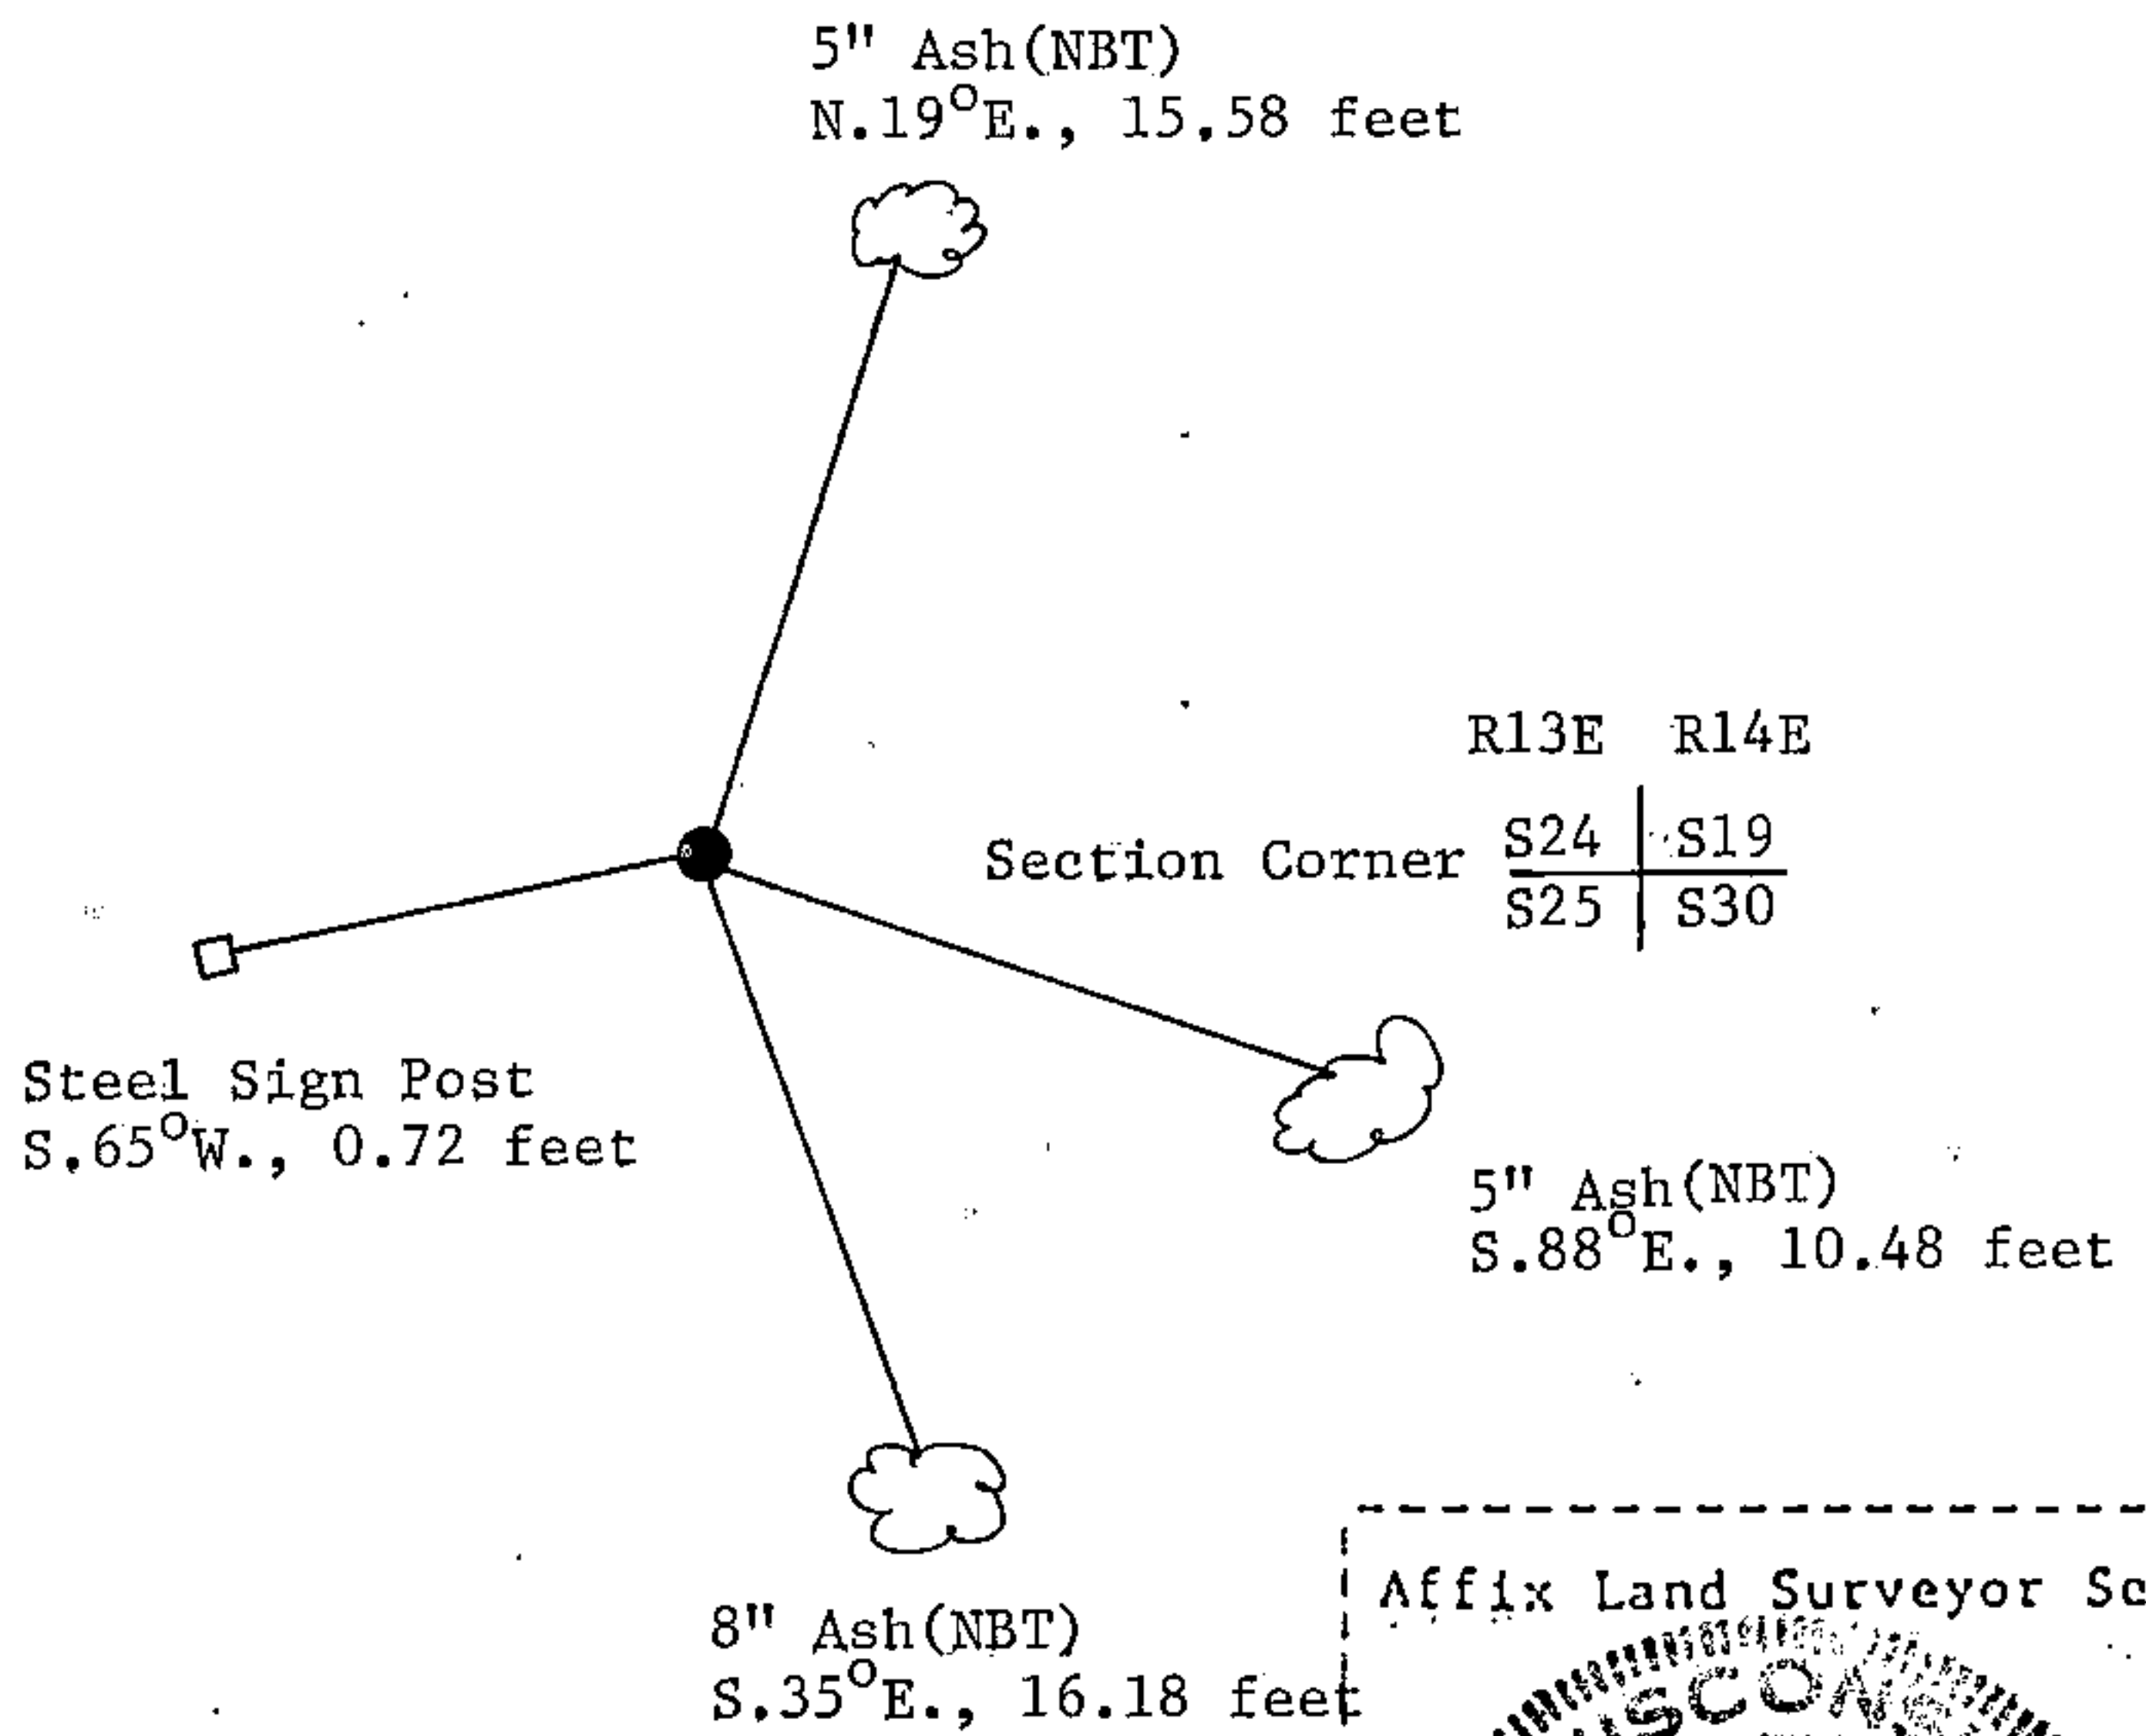 5" Ash(NBT)
N.19°E., 15.58 feet
R13E R14E
Section Corner
S24 S19
S25 S30
Steel Sign Post
S.65°W., 0.72 feet
5" Ash(NBT)
S.88°E., 10.48 feet
8" Ash(NBT)
S.35°E., 16.18 feet
Affix Land Surveyor